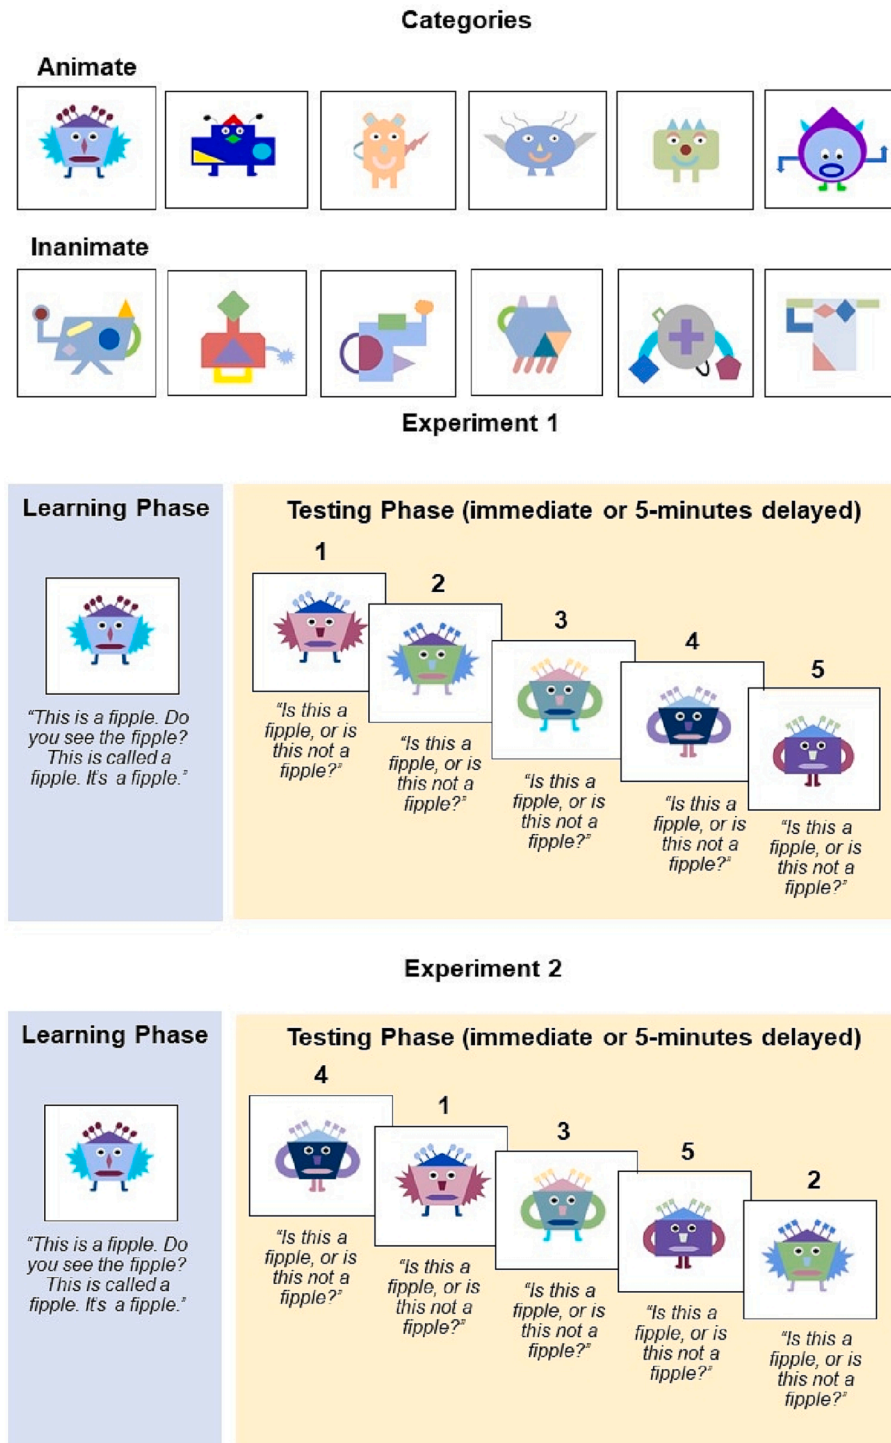 Categories
Animate
Inanimate
Experiment 1
Learning Phase
“This is a fipple. Do
you see the fipple?
This is called a
fipple. It's a fipple.”
Testing Phase (immediate or 5-minutes delayed)
1
“Is this a
fipple, or is
this not a
fipple?”
2
“Is this a
fipple, or is
this not a
fipple?”
3
“Is this a
fipple, or is
this not a
fipple?”
4
“Is this a
fipple, or is
this not a
fipple?”
5
“Is this a
fipple, or is
this not a
fipple?”
Experiment 2
Learning Phase
“This is a fipple. Do
you see the fipple?
This is called a
fipple. It's a fipple.”
Testing Phase (immediate or 5-minutes delayed)
4
“Is this a
fipple, or is
this not a
fipple?”
1
“Is this a
fipple, or is
this not a
fipple?”
3
“Is this a
fipple, or is
this not a
fipple?”
5
“Is this a
fipple, or is
this not a
fipple?”
2
“Is this a
fipple, or is
this not a
fipple?”